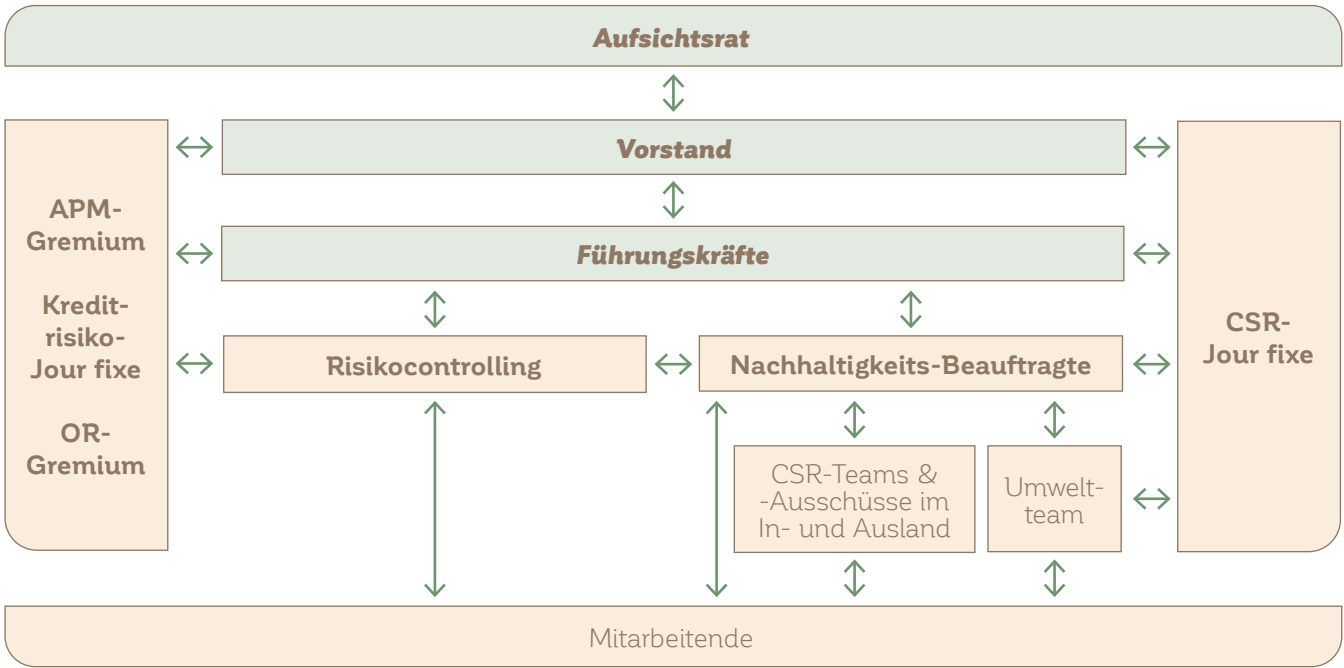 Aufsichtsrat
Vorstand
APM-
Gremium
Kredit-
risiko-
Jour fixe
OR-
Gremium
Führungskräfte
CSR-
Jour fixe
Risikocontrolling
Nachhaltigkeits-Beauftragte
CSR-Teams &
-Ausschüsse im
In- und Ausland
Umwelt-
team
Mitarbeitende